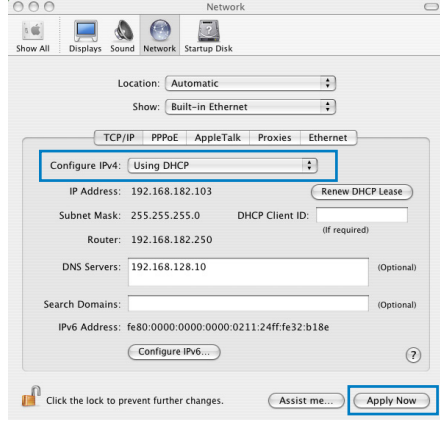 Network
Show All Displays Sound Network Startup Disk
Location: Automatic
Show: Built-in Ethernet
TCP/IP PPPoE AppleTalk Proxies Ethernet
Configure IPv4: Using DHCP
IP Address: 192.168.182.103 Renew DHCP Lease
Subnet Mask: 255.255.255.0 DHCP Client ID:
(If required)
Router: 192.168.182.250
DNS Servers: 192.168.128.10 (Optional)
Search Domains: (Optional)
IPv6 Address: fe80:0000:0000:0000:0211:24ff:fe32:b18e
Configure IPv6... ?
Click the lock to prevent further changes. Assist me... Apply Now